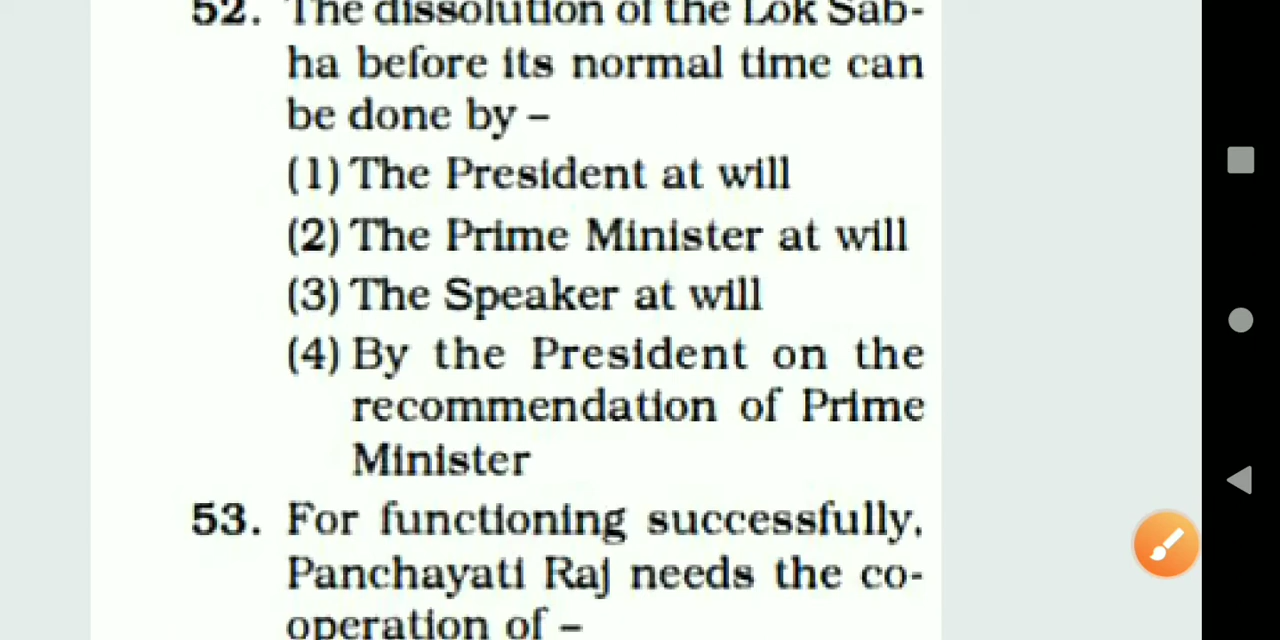 52. The dissolution of the Lok Sab-
ha before its normal time can
be done by –
(1) The President at will
(2) The Prime Minister at will
(3) The Speaker at will
(4) By the President on the
recommendation of Prime
Minister
53. For functioning successfully,
Panchayati Raj needs the co-
operation of –